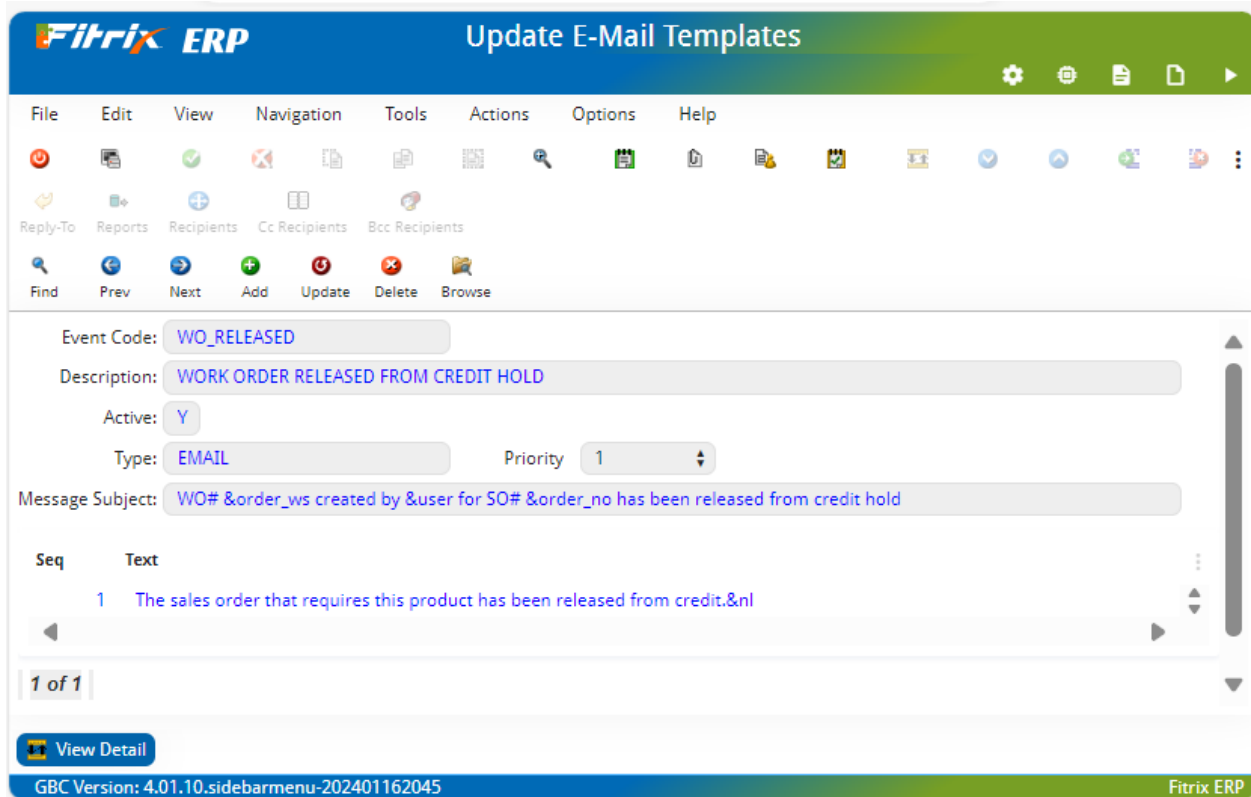 Fitrix ERP Update E-Mail Templates
File Edit View Navigation Tools Actions Options Help
Reply-To Reports Recipients Cc Recipients Bcc Recipients
Find Prev Next Add Update Delete Browse
Event Code: WO_RELEASED
Description: WORK ORDER RELEASED FROM CREDIT HOLD
Active: Y
Type: EMAIL Priority 1
Message Subject: WO# &order_ws created by &user for SO# &order_no has been released from credit hold
Seq Text
1 The sales order that requires this product has been released from credit.&nl
1 of 1
View Detail
GBC Version: 4.01.10.sidebarmenu-202401162045 Fitrix ERP